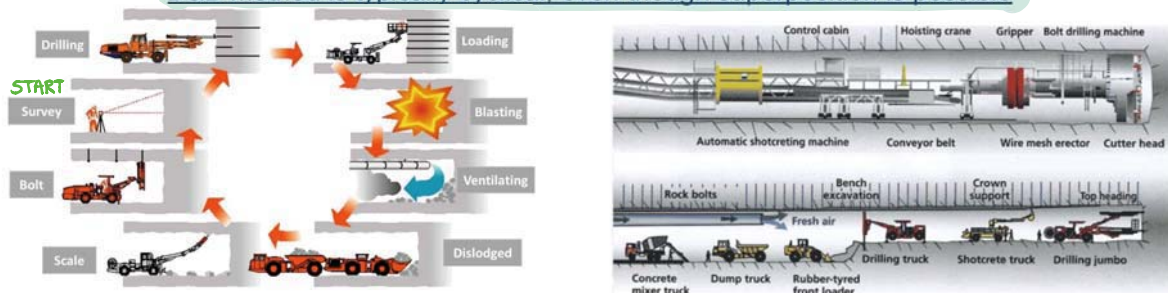 Drilling
Loading
START
Survey
Blasting
Bolt
Ventilating
Scale
Dislodged
Control cabin
Hoisting crane
Gripper
Bolt drilling machine
Automatic shotcreting machine
Conveyor belt
Wire mesh erector
Cutter head
Rock bolts
Bench
excavation
Crown
support
Top heading
Fresh air
Drilling truck
Shotcrete truck
Drilling jumbo
Concrete
mixer truck
Dump truck
Rubber-tyred
front loader